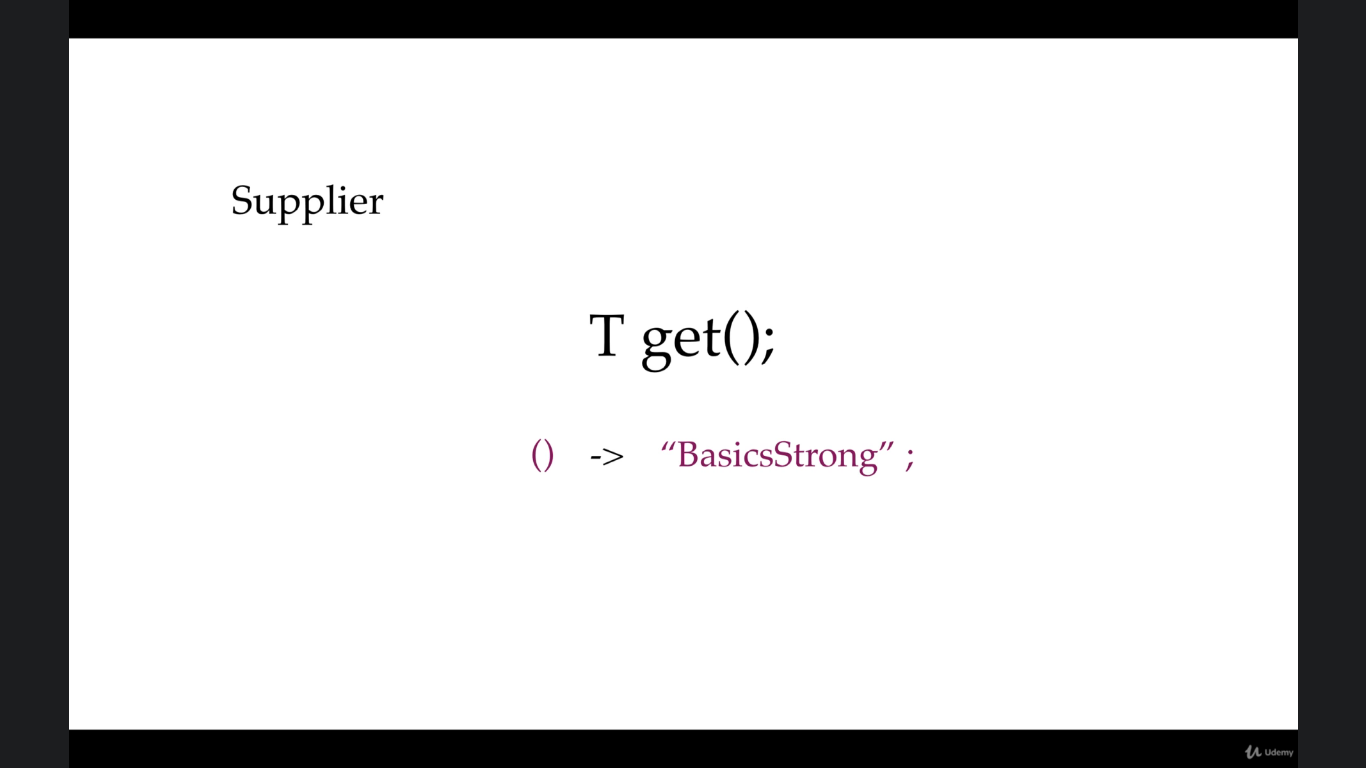 Supplier
T get();
() -> “BasicsStrong” ;
Udemy